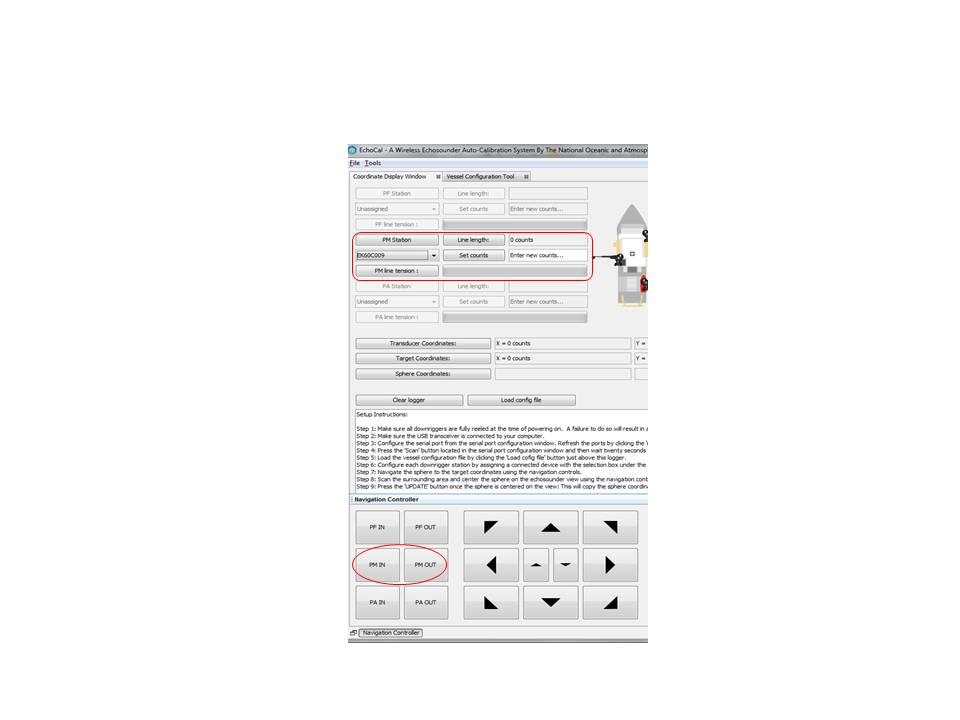 EchoCal - A Wireless Echosounder Auto-Calibration System By The National Oceanic and Atmosp
File Tools
Coordinate Display Window Vessel Configuration Tool
PF Station Line length:
Unassigned Set counts Enter new counts...
PF line tension :
PM Station Line length: 0 counts
EK60C009 Set counts Enter new counts...
PM line tension :
PA Station Line length:
Unassigned Set counts Enter new counts...
PA line tension :
Transducer Coordinates: X = 0 counts Y =
Target Coordinates: X = 0 counts Y =
Sphere Coordinates:
Clear logger Load config file
Setup Instructions:
Step 1: Make sure all downriggers are fully reeled at the time of powering on. A failure to do so will result in a
Step 2: Make sure the USB transceiver is connected to your computer.
Step 3: Configure the serial port from the serial port configuration window. Refresh the ports by clicking the
Step 4: Press the 'Scan' button located in the serial port configuration window and then wait twenty seconds
Step 5: Load the vessel configuration file by clicking the 'Load cofig file' button just above this logger.
Step 6: Configure each downrigger station by assigning a connected device with the selection box under the
Step 7: Navigate the sphere to the target coordinates using the navigation controls.
Step 8: Scan the surrounding area and center the sphere on the echosounder view using the navigation cont
Step 9: Press the 'UPDATE' button once the sphere is centered on the view! This will copy the sphere coordin
Navigation Controller
PF IN PF OUT
PM IN PM OUT
PA IN PA OUT
Navigation Controller